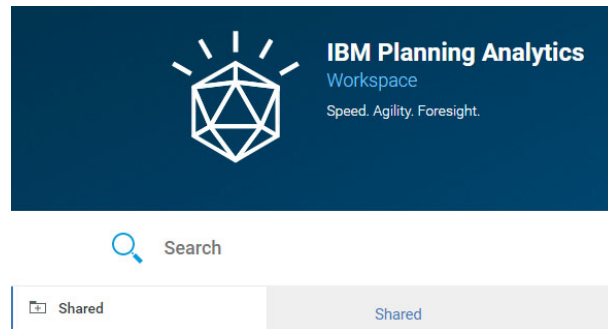 IBM Planning Analytics
Workspace
Speed. Agility. Foresight.
Search
Shared
Shared